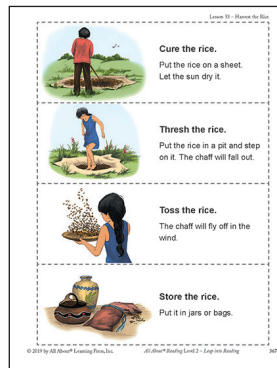 Lesson 33 – Harvest the Rice
Cure the rice.
Put the rice on a sheet.
Let the sun dry it.
Thresh the rice.
Put the rice in a pit and step
on it. The chaff will fall out.
Toss the rice.
The chaff will fly off in the
wind.
Store the rice.
Put it in jars or bags.
© 2019 by All About® Learning Press, Inc.
All About® Reading Level 2 – Leap into Reading
367